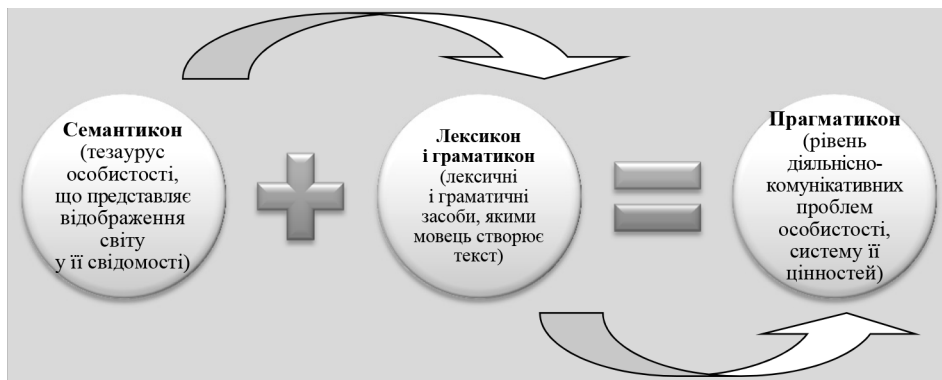 Семантикон
(тезаурус
особистості,
що представляє
відображення
світу
у її свідомості)
Лексикон
і граматикон
(лексичні
і граматичні
засоби, якими
мовець створює
текст)
Прагматикон
(рівень
діяльнісно-
комунікативних
проблем
особистості,
систему її
цінностей)